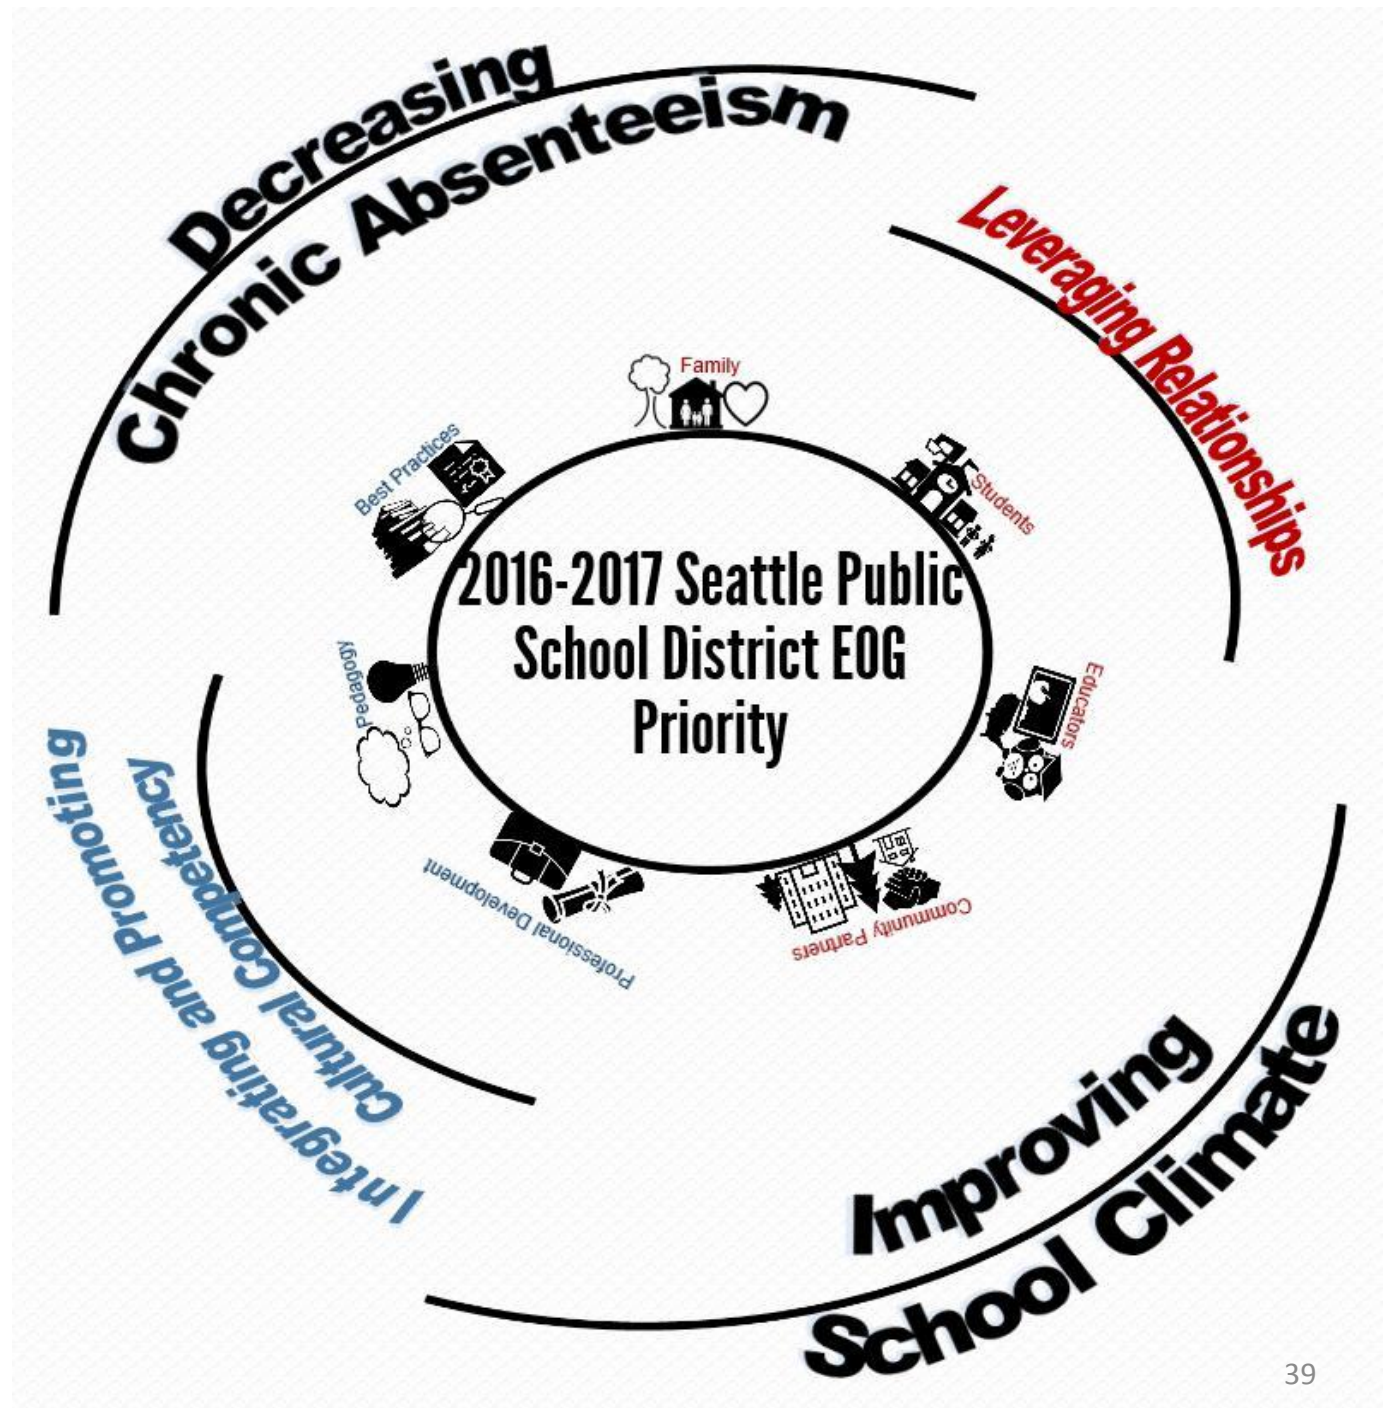 Decreasing
Chronic Absenteeism
Leveraging Relationships
Family
Best Practices
Students
2016-2017 Seattle Public
School District EOG
Priority
Pedagogy
Educators
Professional Development
Community Partners
Integrating and Promoting
Cultural Competency
Improving
School Climate
39